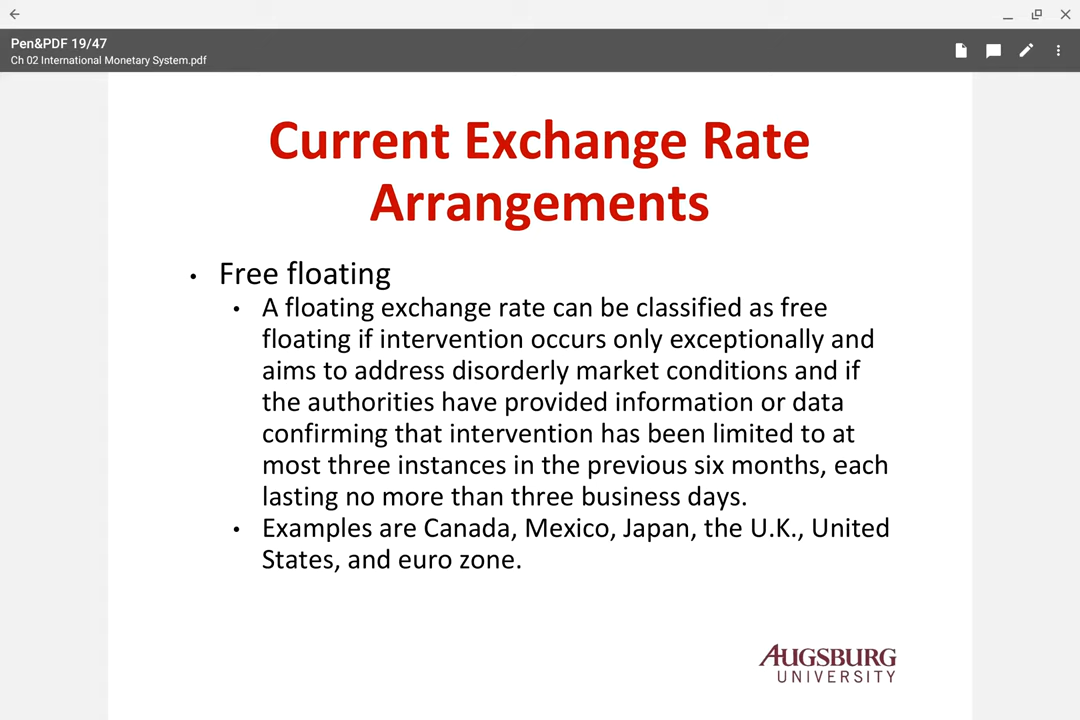 Pen&PDF 19/47
Ch 02 International Monetary System.pdf
Current Exchange Rate
Arrangements
• Free floating
• A floating exchange rate can be classified as free
floating if intervention occurs only exceptionally and
aims to address disorderly market conditions and if
the authorities have provided information or data
confirming that intervention has been limited to at
most three instances in the previous six months, each
lasting no more than three business days.
• Examples are Canada, Mexico, Japan, the U.K., United
States, and euro zone.
AUGSBURG
UNIVERSITY